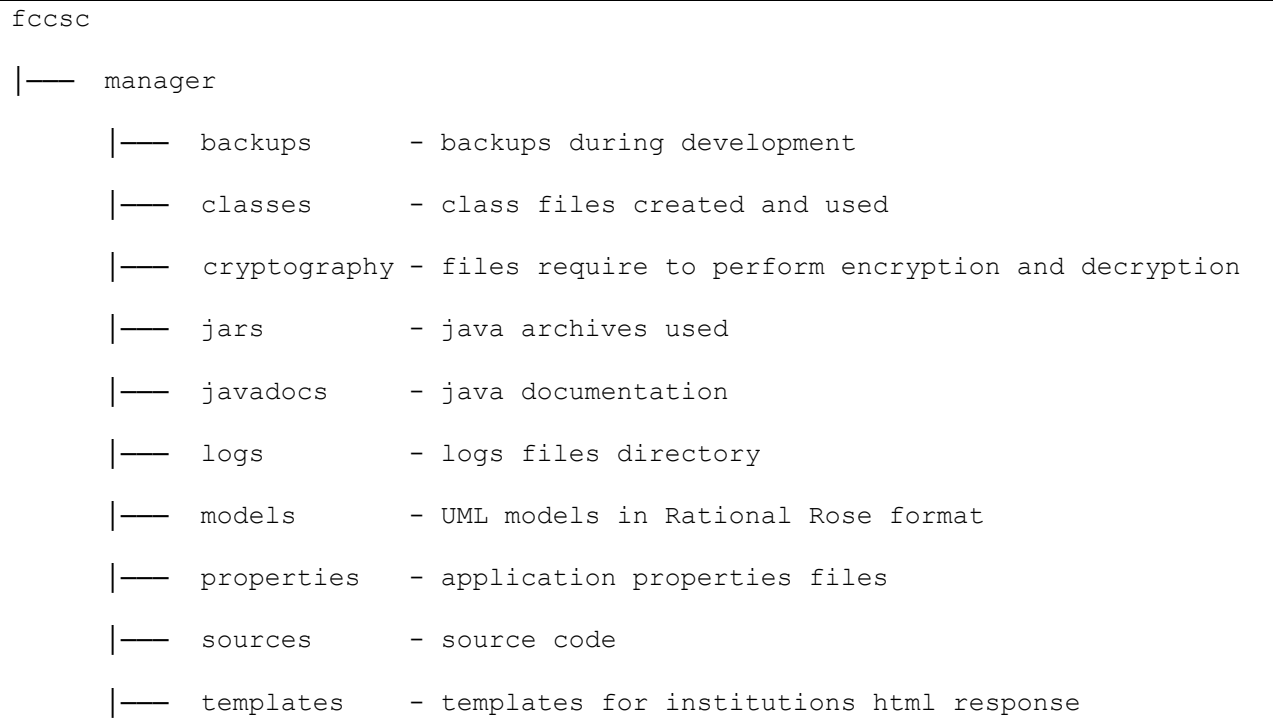 fccsc
|─── manager
|─── backups - backups during development
|─── classes - class files created and used
|─── cryptography - files require to perform encryption and decryption
|─── jars - java archives used
|─── javadocs - java documentation
|─── logs - logs files directory
|─── models - UML models in Rational Rose format
|─── properties - application properties files
|─── sources - source code
|─── templates - templates for institutions html response